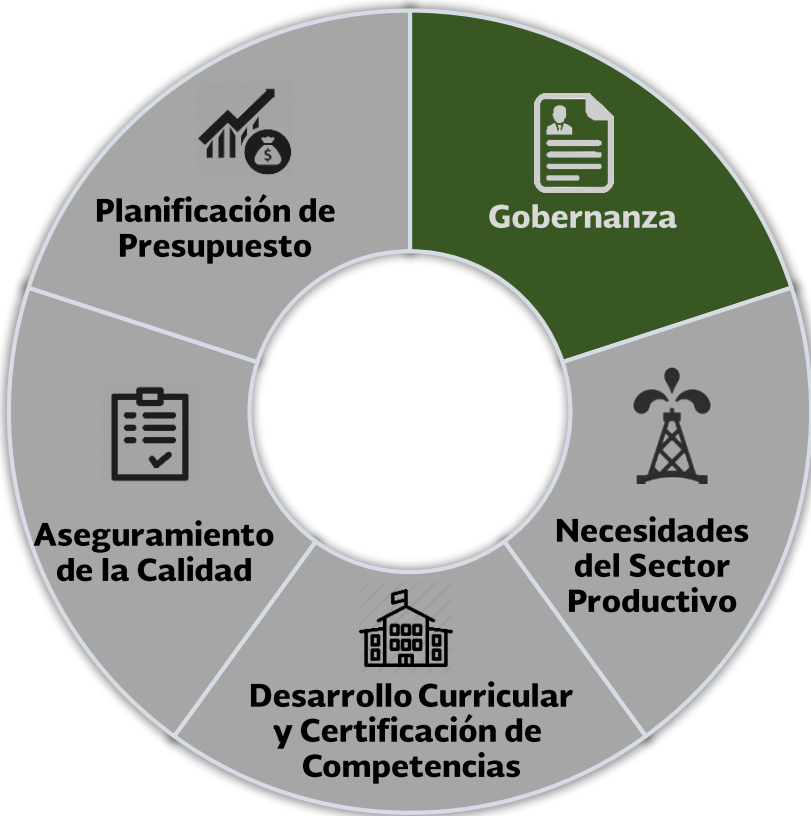 Planificación de
Presupuesto
Gobernanza
Aseguramiento
de la Calidad
Necesidades
del Sector
Productivo
Desarrollo Curricular
y Certificación de
Competencias
$